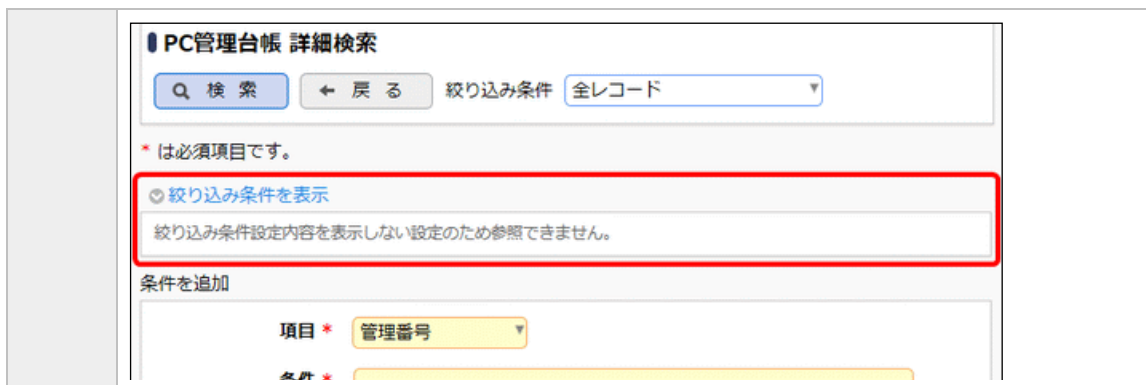 PC管理台帳 詳細検索
検 索 戻 る 絞り込み条件 全レコード
* は必須項目です。
絞り込み条件を表示
絞り込み条件設定内容を表示しない設定のため参照できません。
条件を追加
項目 * 管理番号
条件 *